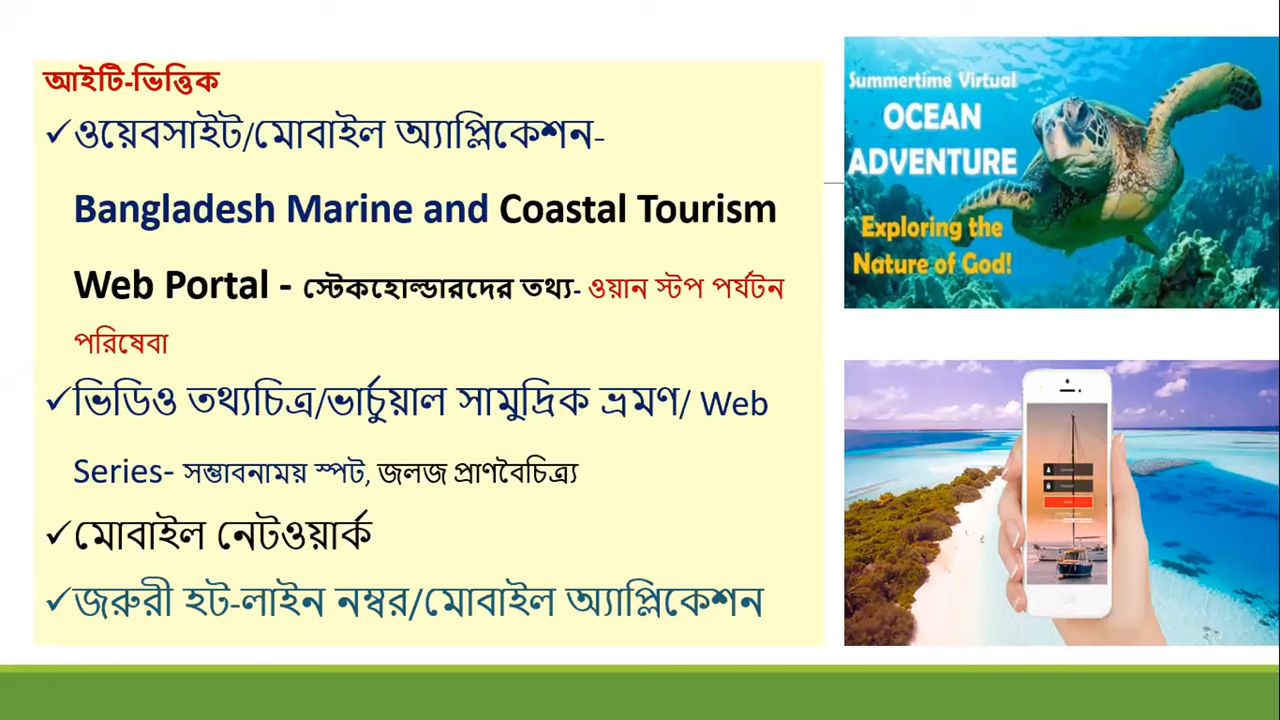 আইটি-ভিত্তিক
✓ওয়েবসাইট/মোবাইল অ্যাপ্লিকেশন-
Bangladesh Marine and Coastal Tourism
Web Portal - স্টেকহোল্ডারদের তথ্য- ওয়ান স্টপ পর্যটন
পরিষেবা
✓ভিডিও তথ্যচিত্র/ভার্চুয়াল সামুদ্রিক ভ্রমণ/ Web
Series- সম্ভাবনাময় স্পট, জলজ প্রাণবৈচিত্র্য
✓মোবাইল নেটওয়ার্ক
✓জরুরী হট-লাইন নম্বর/মোবাইল অ্যাপ্লিকেশন
Summertime Virtual
OCEAN
ADVENTURE
Exploring the
Nature of God!